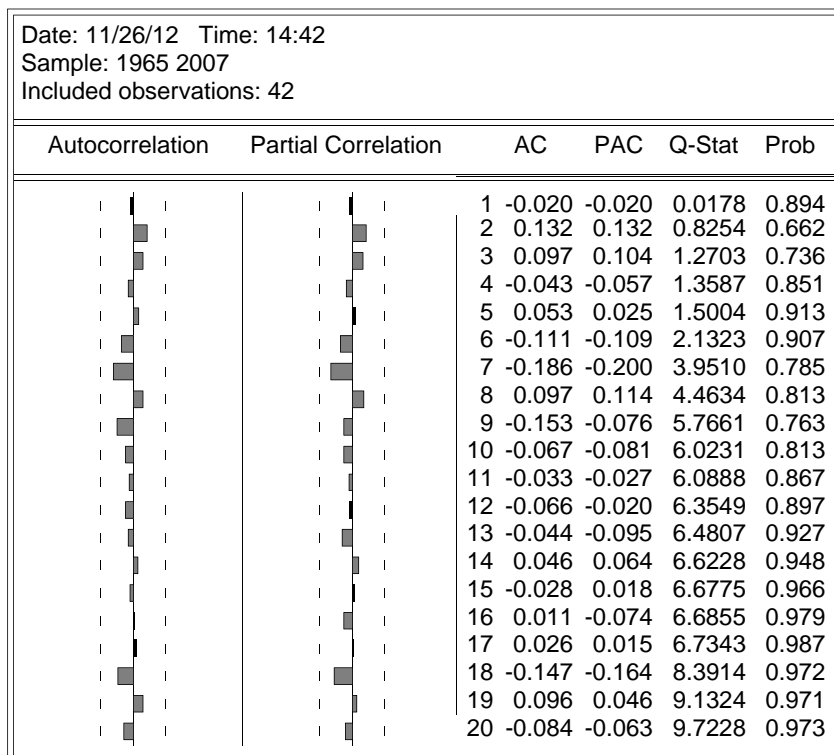 Date: 11/26/12 Time: 14:42
Sample: 1965 2007
Included observations: 42
Autocorrelation Partial Correlation AC PAC Q-Stat Prob
1 -0.020 -0.020 0.0178 0.894
2 0.132 0.132 0.8254 0.662
3 0.097 0.104 1.2703 0.736
4 -0.043 -0.057 1.3587 0.851
5 0.053 0.025 1.5004 0.913
6 -0.111 -0.109 2.1323 0.907
7 -0.186 -0.200 3.9510 0.785
8 0.097 0.114 4.4634 0.813
9 -0.153 -0.076 5.7661 0.763
10 -0.067 -0.081 6.0231 0.813
11 -0.033 -0.027 6.0888 0.867
12 -0.066 -0.020 6.3549 0.897
13 -0.044 -0.095 6.4807 0.927
14 0.046 0.064 6.6228 0.948
15 -0.028 0.018 6.6775 0.966
16 0.011 -0.074 6.6855 0.979
17 0.026 0.015 6.7343 0.987
18 -0.147 -0.164 8.3914 0.972
19 0.096 0.046 9.1324 0.971
20 -0.084 -0.063 9.7228 0.973